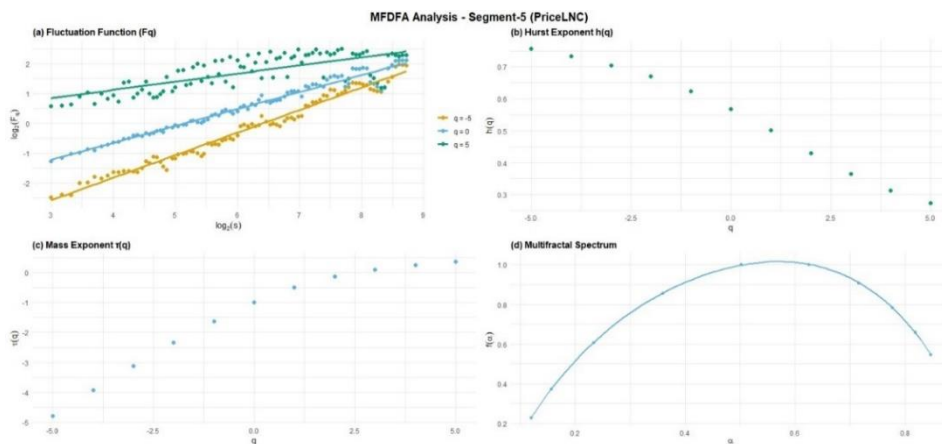 MFDFA Analysis - Segment-5 (PriceLNC)
(a) Fluctuation Function (Fq)
2
1
0
-1
-2
log2(Fq)
3
4
5
6
7
8
9
log2(s)
q = -5
q = 0
q = 5
(b) Hurst Exponent h(q)
0.7
0.6
0.5
0.4
0.3
h(q)
-5.0
-2.5
0.0
2.5
5.0
q
(c) Mass Exponent τ(q)
0
-1
-2
-3
-4
-5
τ(q)
-5.0
-2.5
0.0
2.5
5.0
q
(d) Multifractal Spectrum
1.0
0.8
0.6
0.4
0.2
f(α)
0.2
0.4
0.6
0.8
α